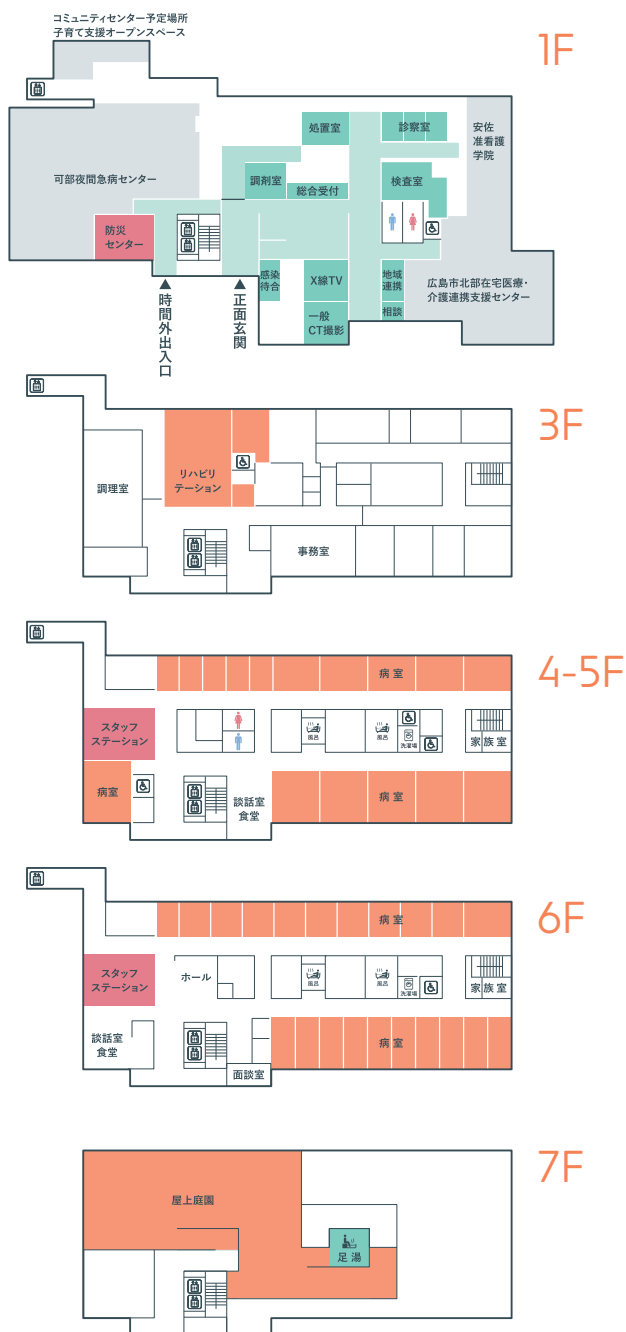 コミュニティセンター予定場所
子育て支援オープンスペース
1F
処置室
診察室
安佐
准看護
学院
可部夜間急病センター
調剤室
総合受付
検査室
防災
センター
感染
待合
X線TV
地域
連携
広島市北部在宅医療・
介護連携支援センター
一般
CT撮影
相談
時間外出入口
正面玄関
3F
調理室
リハビリ
テーション
事務室
4-5F
病室
スタッフ
ステーション
風呂
風呂
洗濯場
家族室
病室
談話室
食堂
病室
6F
病室
スタッフ
ステーション
ホール
風呂
風呂
洗濯場
家族室
談話室
食堂
病室
面談室
7F
屋上庭園
足湯